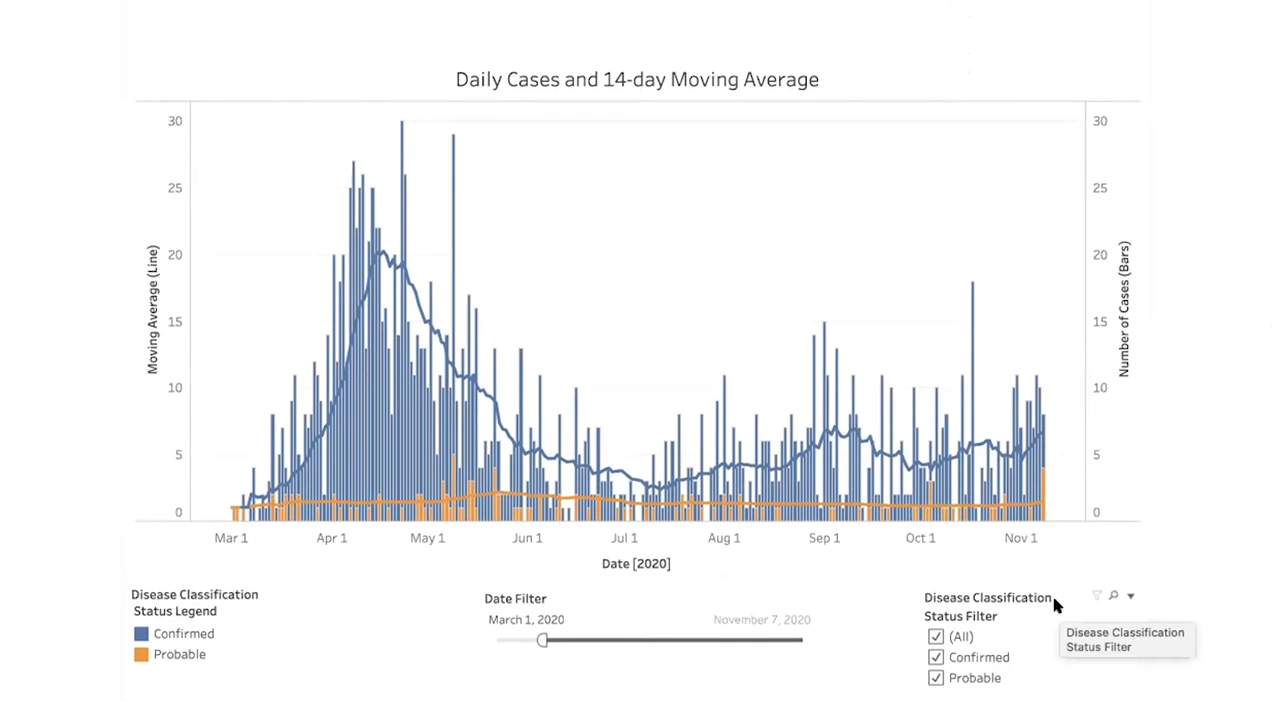 Daily Cases and 14-day Moving Average
30
25
20
15
10
5
0
Moving Average (Line)
30
25
20
15
10
5
0
Number of Cases (Bars)
Mar 1
Apr 1
May 1
Jun 1
Jul 1
Aug 1
Sep 1
Oct 1
Nov 1
Date [2020]
Disease Classification
Status Legend
Confirmed
Probable
Date Filter
March 1, 2020
November 7, 2020
Disease Classification
Status Filter
(All)
Confirmed
Probable
Disease Classification
Status Filter